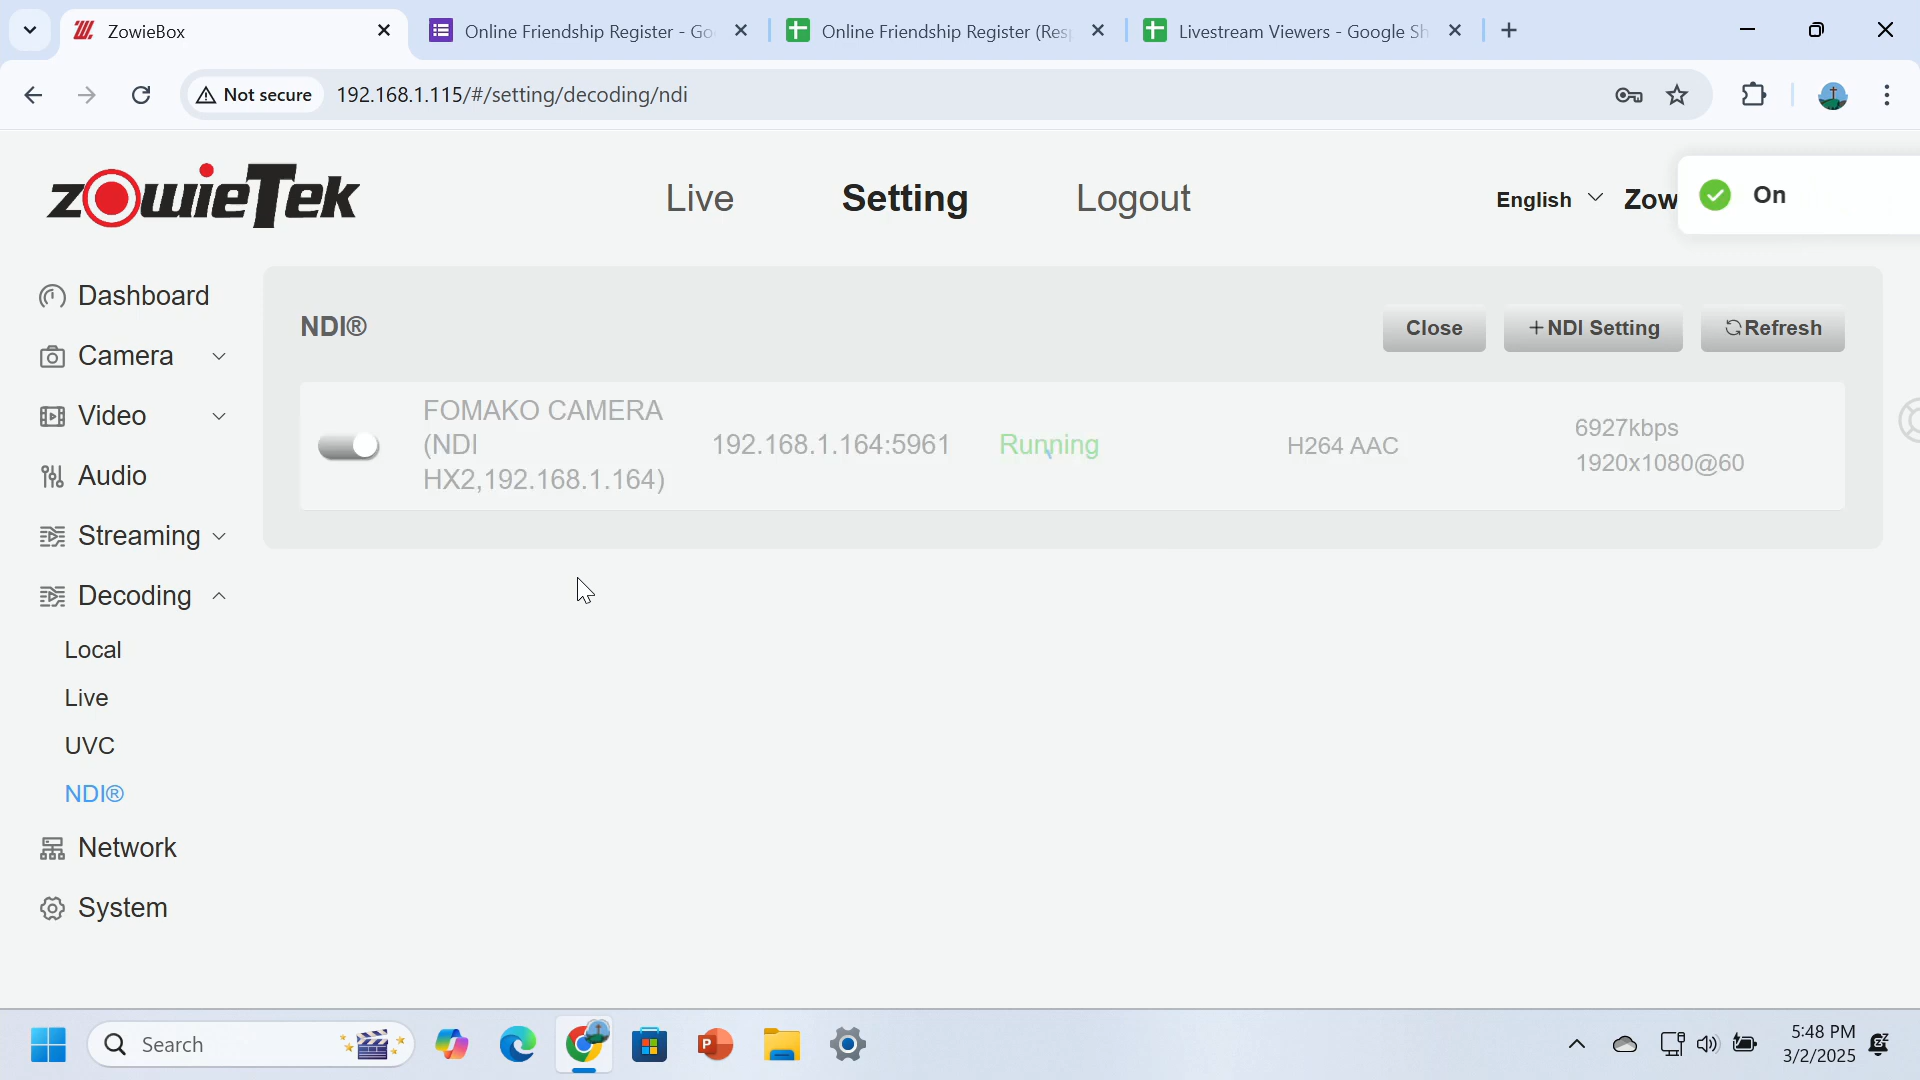 ZowieBox
Online Friendship Register - Go
Online Friendship Register (Resp
Livestream Viewers - Google Sh
Not secure
192.168.1.115/#/setting/decoding/ndi
zowieTek
Live
Setting
Logout
English
Zow
On
Dashboard
Camera
Video
Audio
Streaming
Decoding
Local
Live
UVC
NDI®
Network
System
NDI®
Close
+NDI Setting
Refresh
FOMAKO CAMERA
(NDI
HX2,192.168.1.164)
192.168.1.164:5961
Running
H264 AAC
6927kbps
1920x1080@60
Search
5:48 PM
3/2/2025